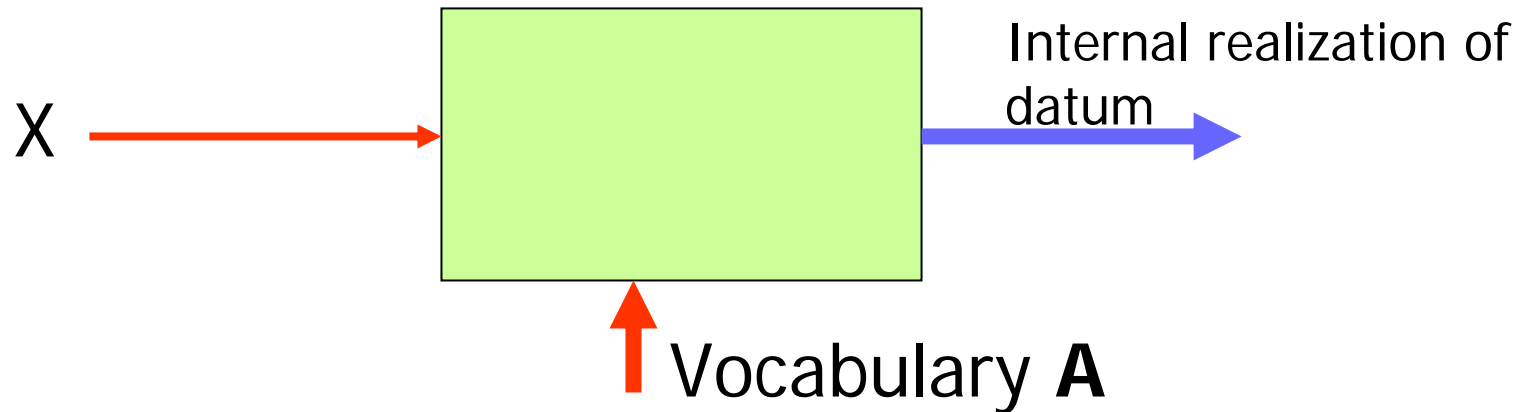 Internal realization of
datum
X
Vocabulary A